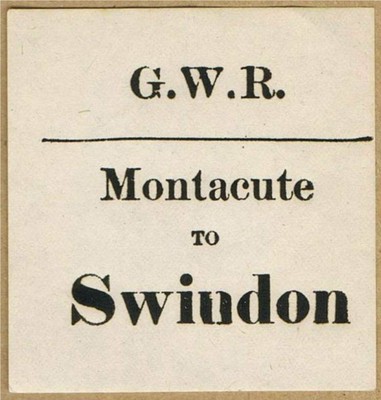 G.W.R.
Montacute
TO
Swindon